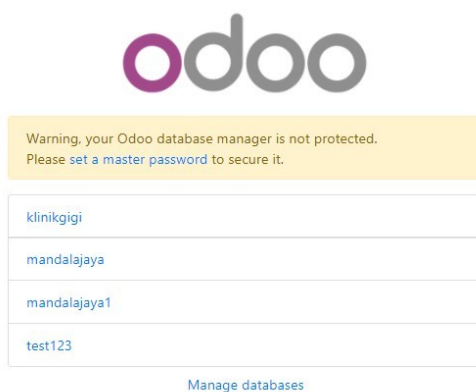 odoo
Warning, your Odoo database manager is not protected.
Please set a master password to secure it.
klinikgigi
mandalajaya
mandalajaya1
test123
Manage databases